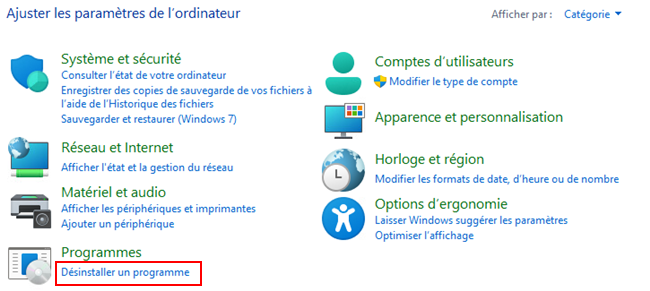 Ajuster les paramètres de l'ordinateur
Afficher par : Catégorie
Système et sécurité
Consulter l'état de votre ordinateur
Enregistrer des copies de sauvegarde de vos fichiers à
l'aide de l'Historique des fichiers
Sauvegarder et restaurer (Windows 7)
Réseau et Internet
Afficher l'état et la gestion du réseau
Matériel et audio
Afficher les périphériques et imprimantes
Ajouter un périphérique
Programmes
Désinstaller un programme
Comptes d'utilisateurs
Modifier le type de compte
Apparence et personnalisation
Horloge et région
Modifier les formats de date, d'heure ou de nombre
Options d'ergonomie
Laisser Windows suggérer les paramètres
Optimiser l'affichage